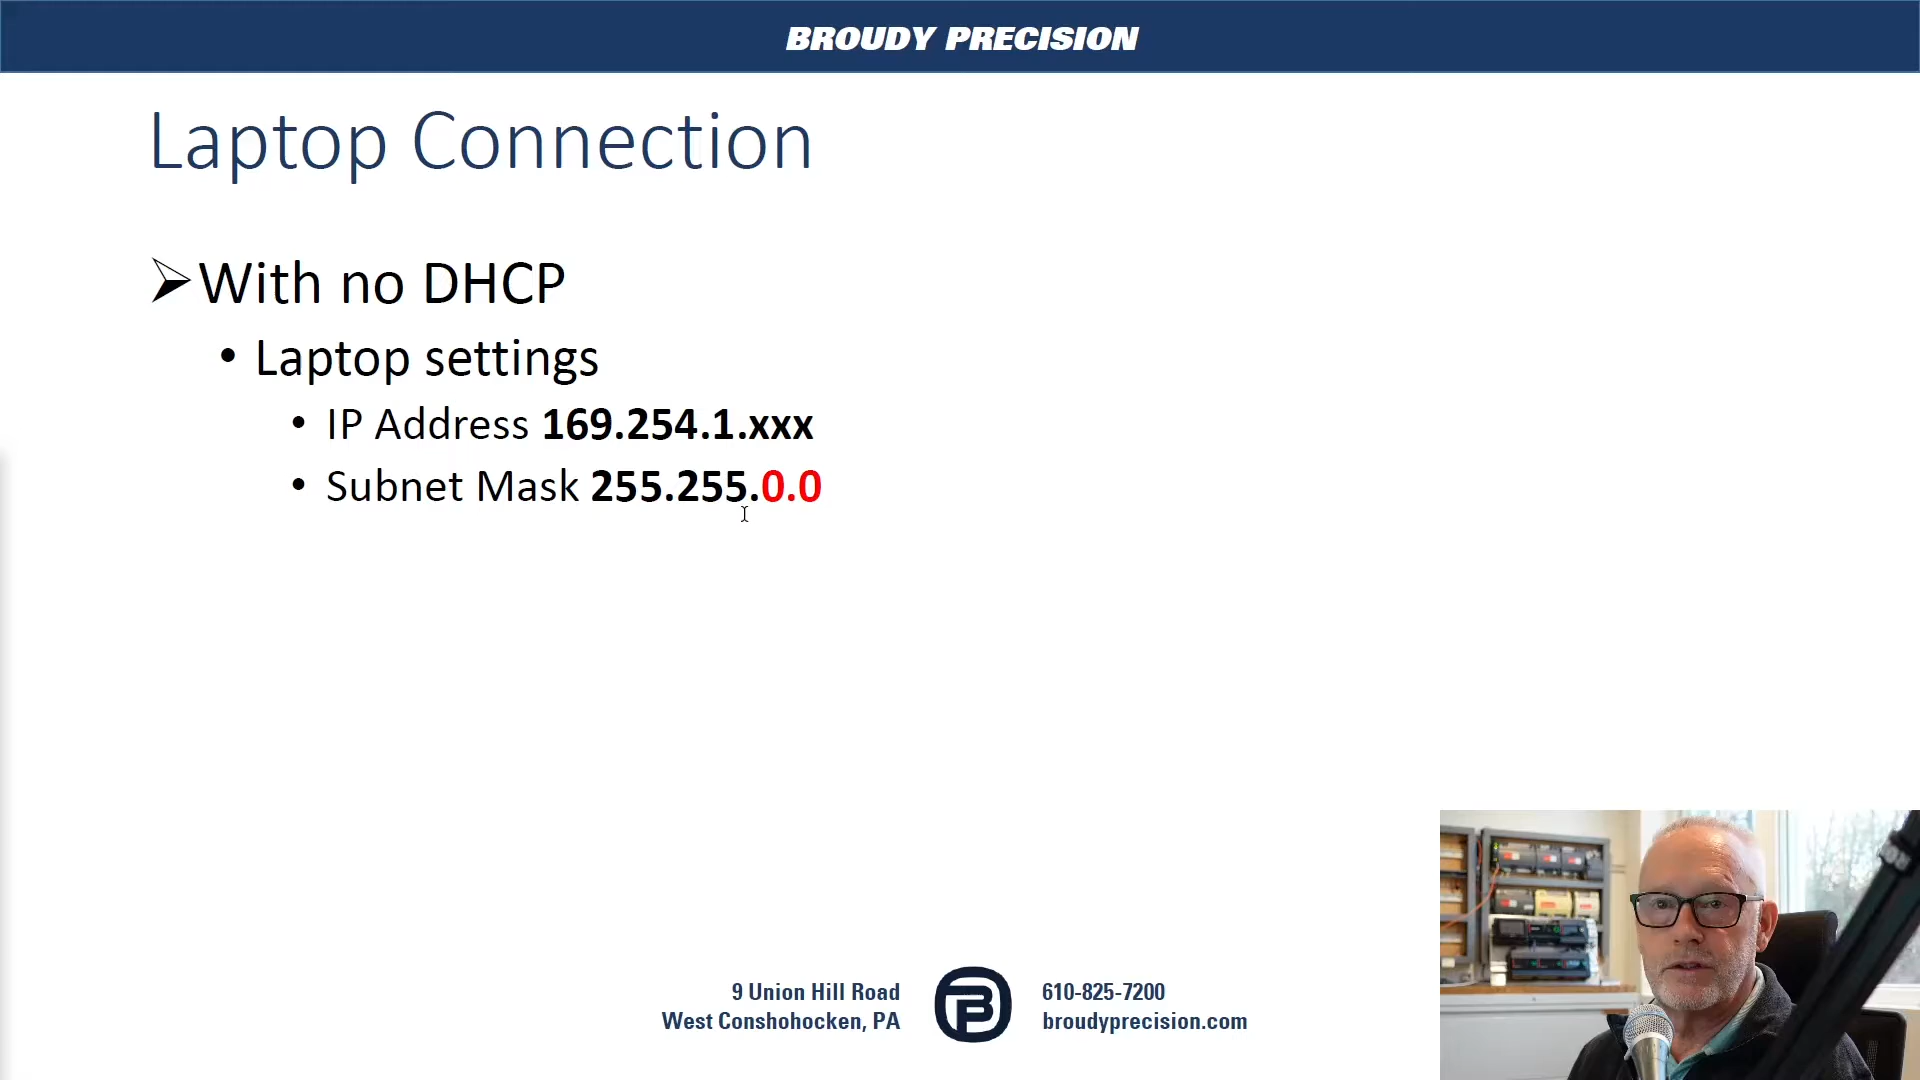 BROUDY PRECISION
Laptop Connection
With no DHCP
Laptop settings
IP Address 169.254.1.xxx
Subnet Mask 255.255.0.0
9 Union Hill Road
West Conshohocken, PA
610-825-7200
broudyprecision.com